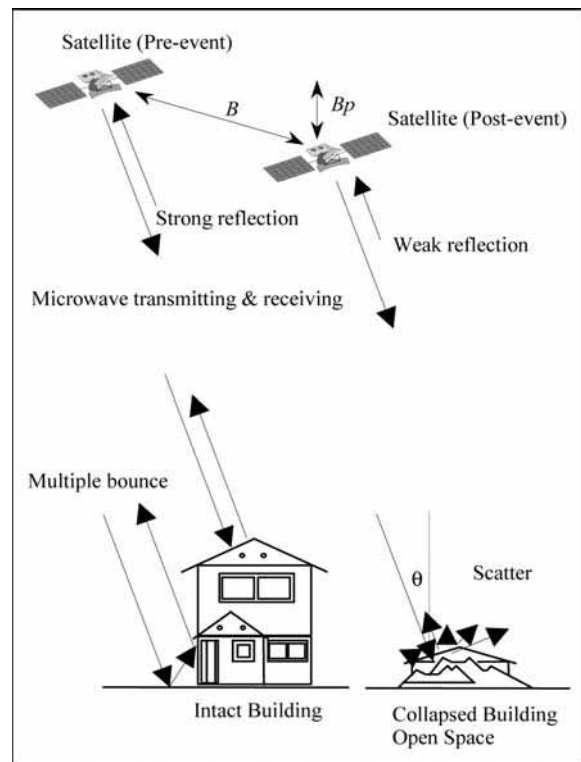 Satellite (Pre-event)
B
Bp
Satellite (Post-event)
Strong reflection
Weak reflection
Microwave transmitting & receiving
Multiple bounce
θ
Scatter
Intact Building
Collapsed Building
Open Space